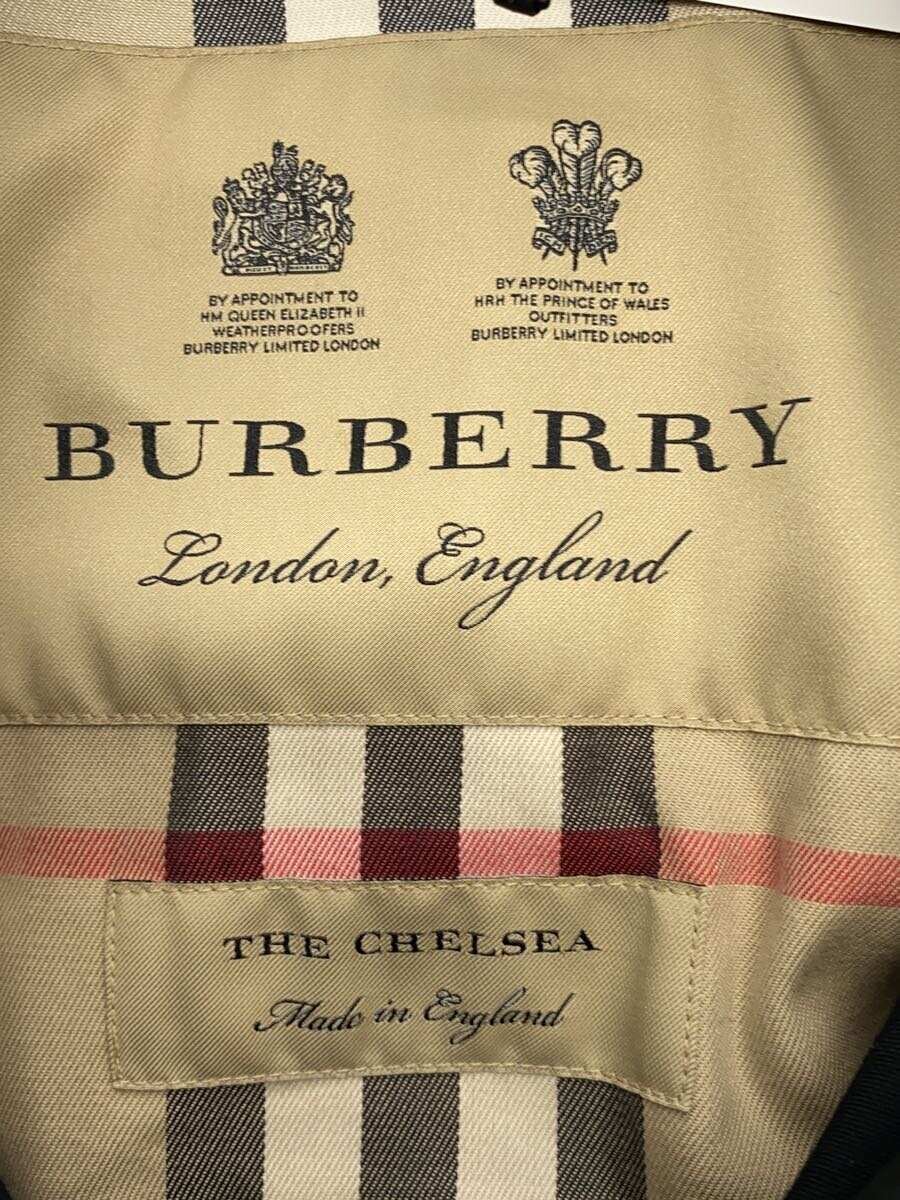 BY APPOINTMENT TO
HM QUEEN ELIZABETH II
WEATHERPROOFERS
BURBERRY LIMITED LONDON
BY APPOINTMENT TO
HRH THE PRINCE OF WALES
OUTFITTERS
BURBERRY LIMITED LONDON
BURBERRY
London, England
THE CHELSEA
Made in England